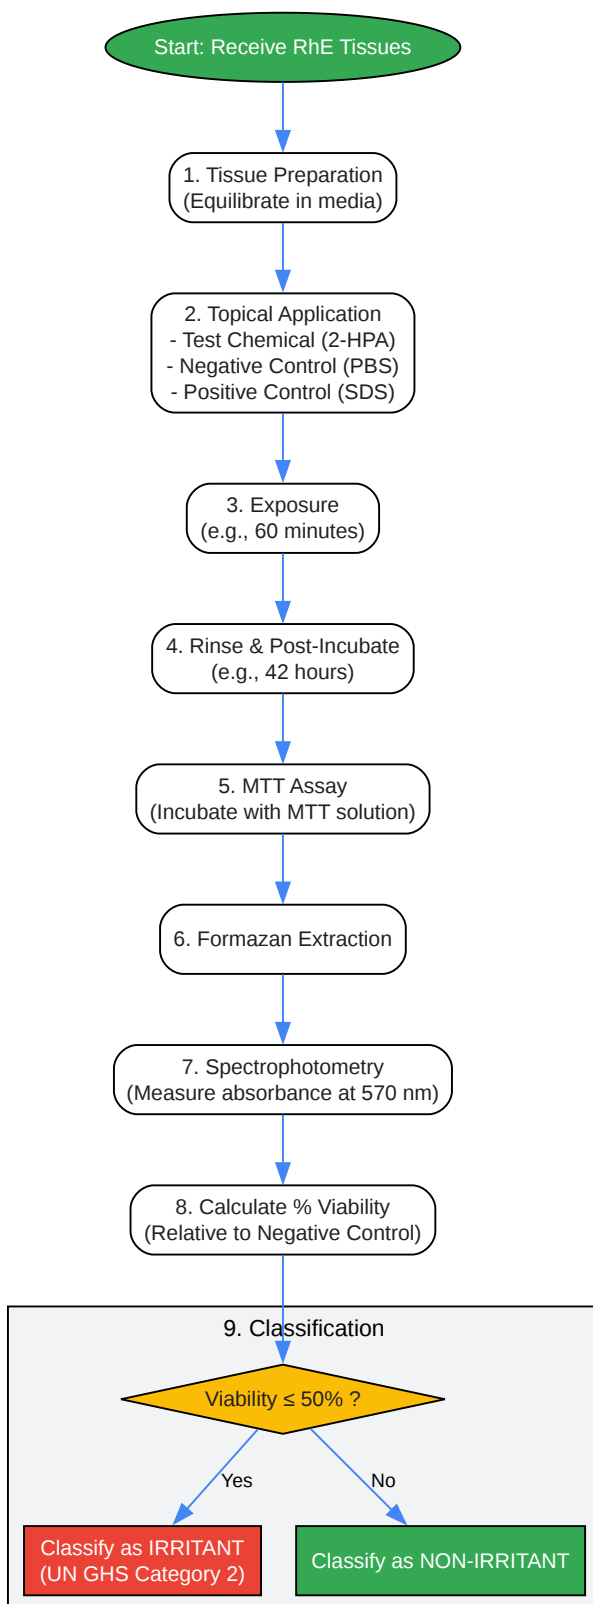 Start: Receive RhE Tissues
1. Tissue Preparation
(Equilibrate in media)
2. Topical Application
- Test Chemical (2-HPA)
- Negative Control (PBS)
- Positive Control (SDS)
3. Exposure
(e.g., 60 minutes)
4. Rinse & Post-Incubate
(e.g., 42 hours)
5. MTT Assay
(Incubate with MTT solution)
6. Formazan Extraction
7. Spectrophotometry
(Measure absorbance at 570 nm)
8. Calculate % Viability
(Relative to Negative Control)
9. Classification
Viability ≤ 50% ?
Yes
No
Classify as IRRITANT
(UN GHS Category 2)
Classify as NON-IRRITANT